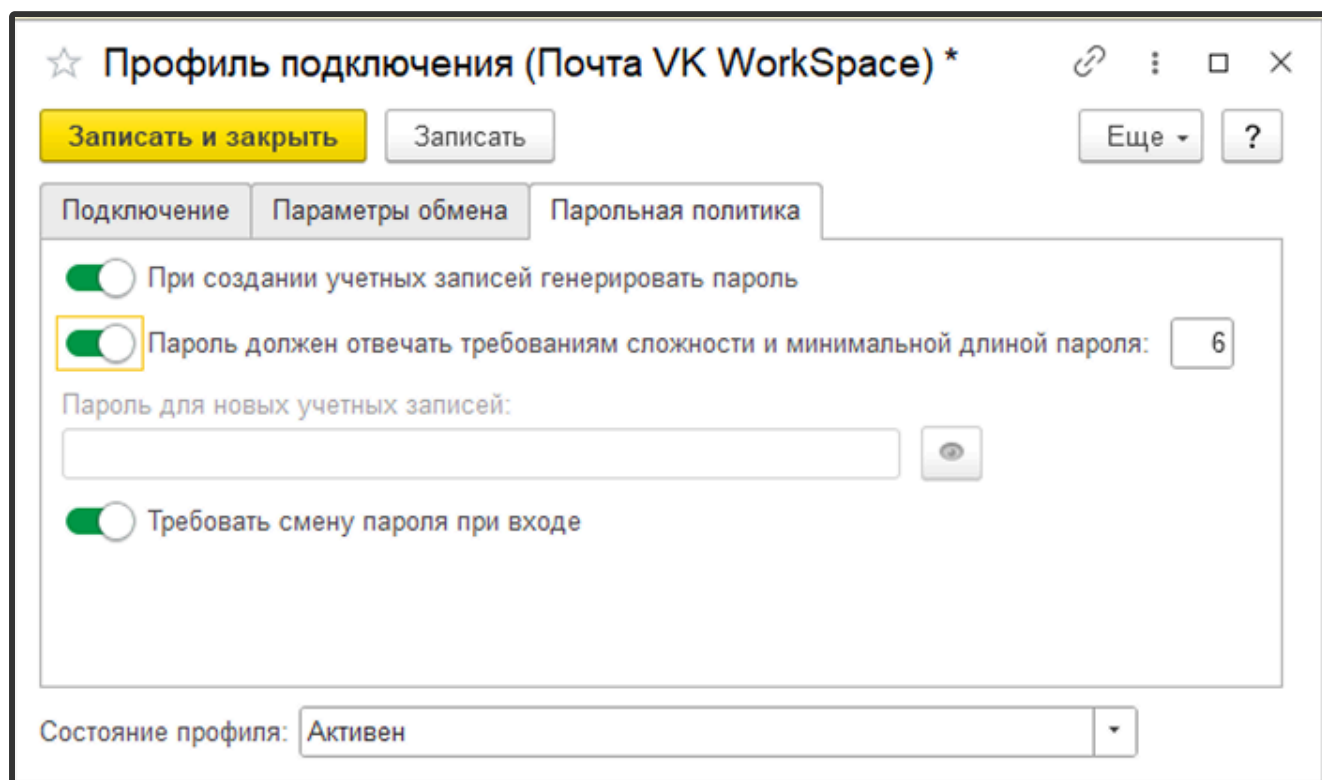 Профиль подключения (Почта VK WorkSpace) *
Записать и закрыть Записать Еще ?
Подключение Параметры обмена Парольная политика
При создании учетных записей генерировать пароль
Пароль должен отвечать требованиям сложности и минимальной длиной пароля: 6
Пароль для новых учетных записей:
Требовать смену пароля при входе
Состояние профиля: Активен